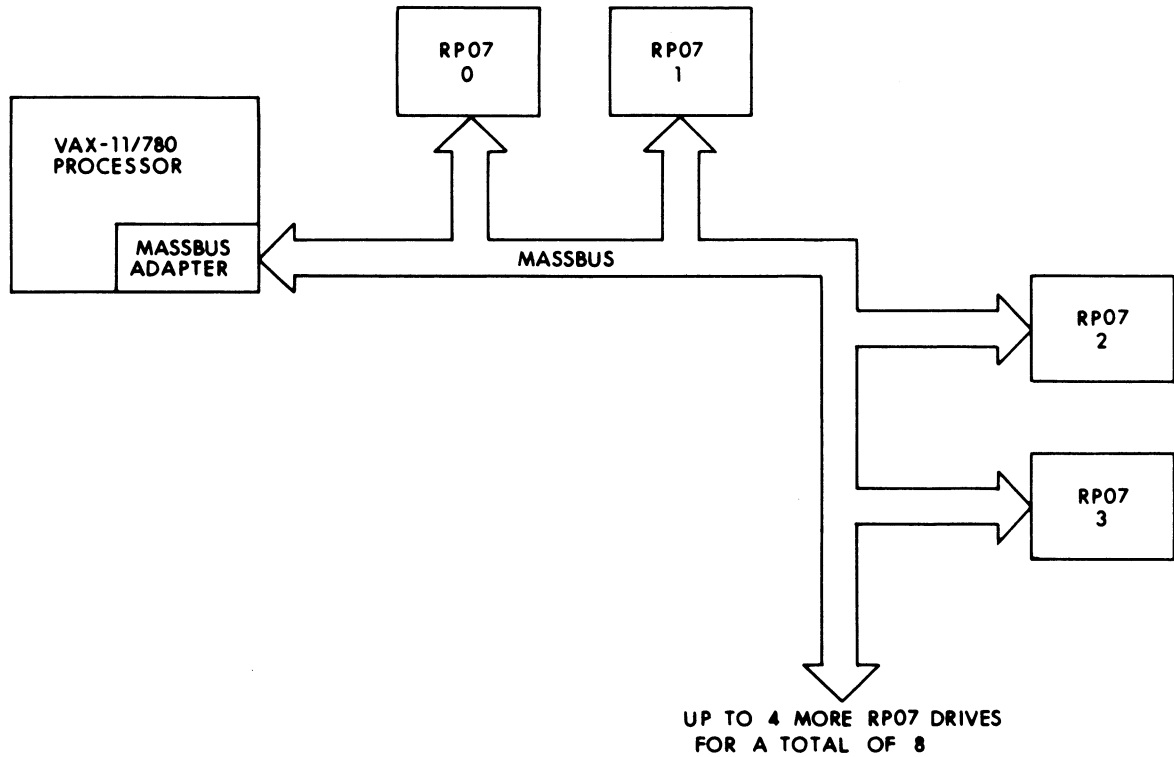 RP07
0
RP07
1
VAX-11/780
PROCESSOR
MASSBUS
ADAPTER
MASSBUS
RP07
2
RP07
3
UP TO 4 MORE RP07 DRIVES
FOR A TOTAL OF 8